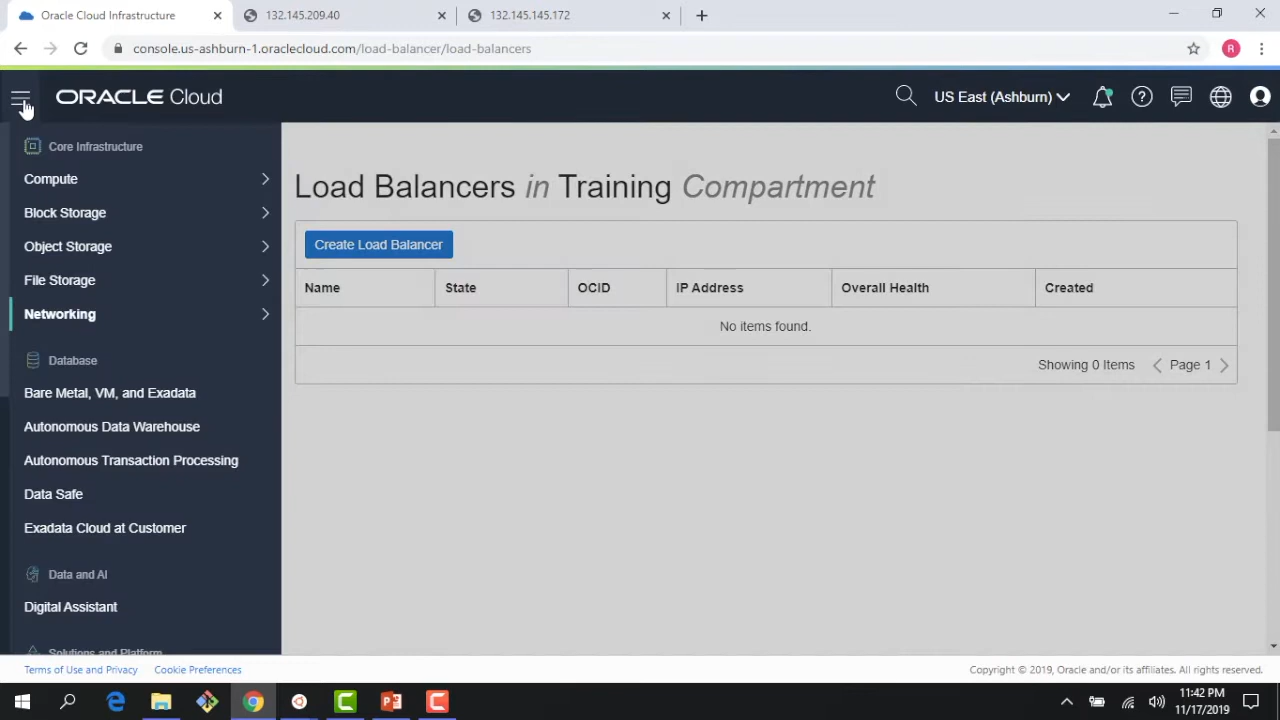 Oracle Cloud Infrastructure
132.145.209.40
132.145.145.172
console.us-ashburn-1.oraclecloud.com/load-balancer/load-balancers
R
ORACLE Cloud
US East (Ashburn)
Core Infrastructure
Compute
Block Storage
Object Storage
File Storage
Networking
Database
Bare Metal, VM, and Exadata
Autonomous Data Warehouse
Autonomous Transaction Processing
Data Safe
Exadata Cloud at Customer
Data and AI
Digital Assistant
Solutions and Platform
Load Balancers in Training Compartment
Create Load Balancer
Name State OCID IP Address Overall Health Created
No items found.
Showing 0 Items Page 1
Terms of Use and Privacy Cookie Preferences
Copyright © 2019, Oracle and/or its affiliates. All rights reserved.
11:42 PM
11/17/2019